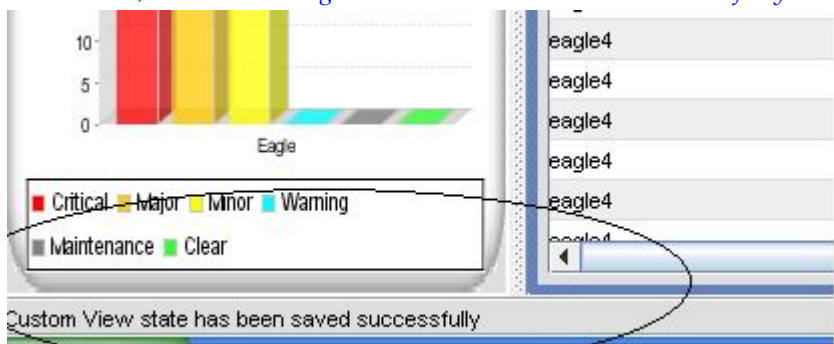 10
5
0
Eagle
Critical Major Minor Warning
Maintenance Clear
eagle4
eagle4
eagle4
eagle4
eagle4
eagle4
Custom View state has been saved successfully